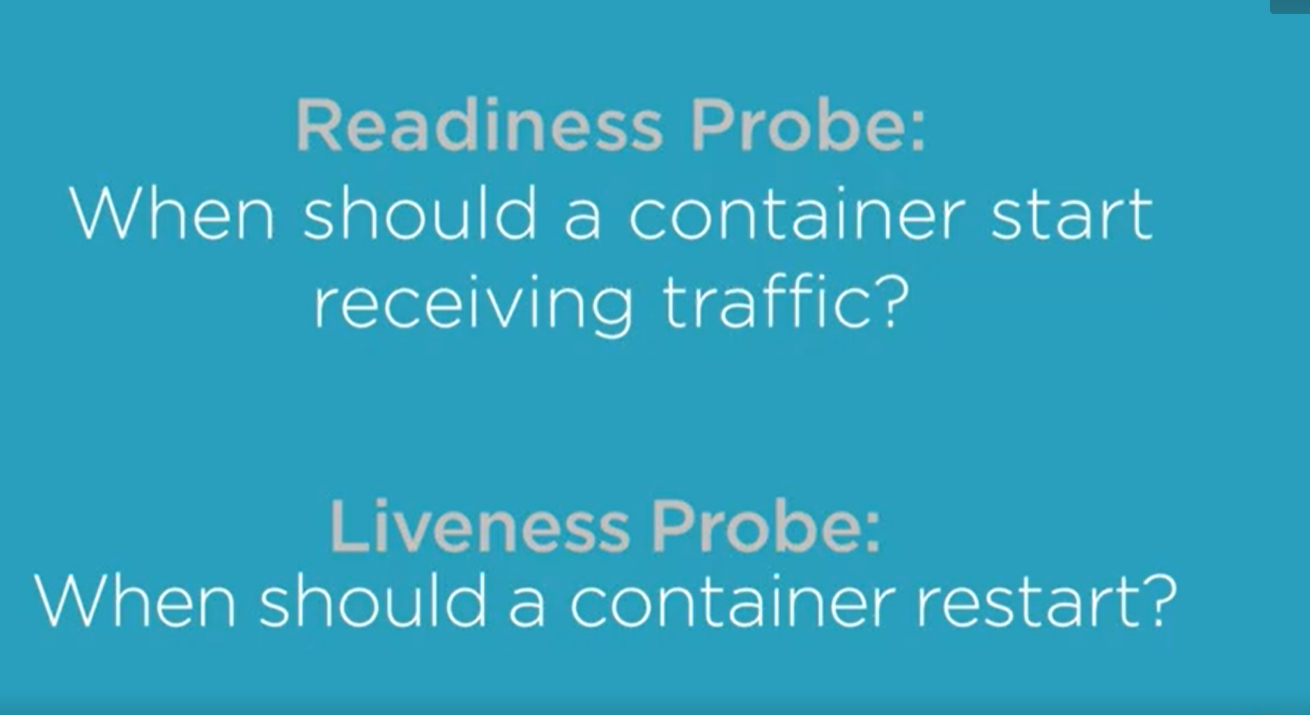 Readiness Probe:
When should a container start
receiving traffic?
Liveness Probe:
When should a container restart?